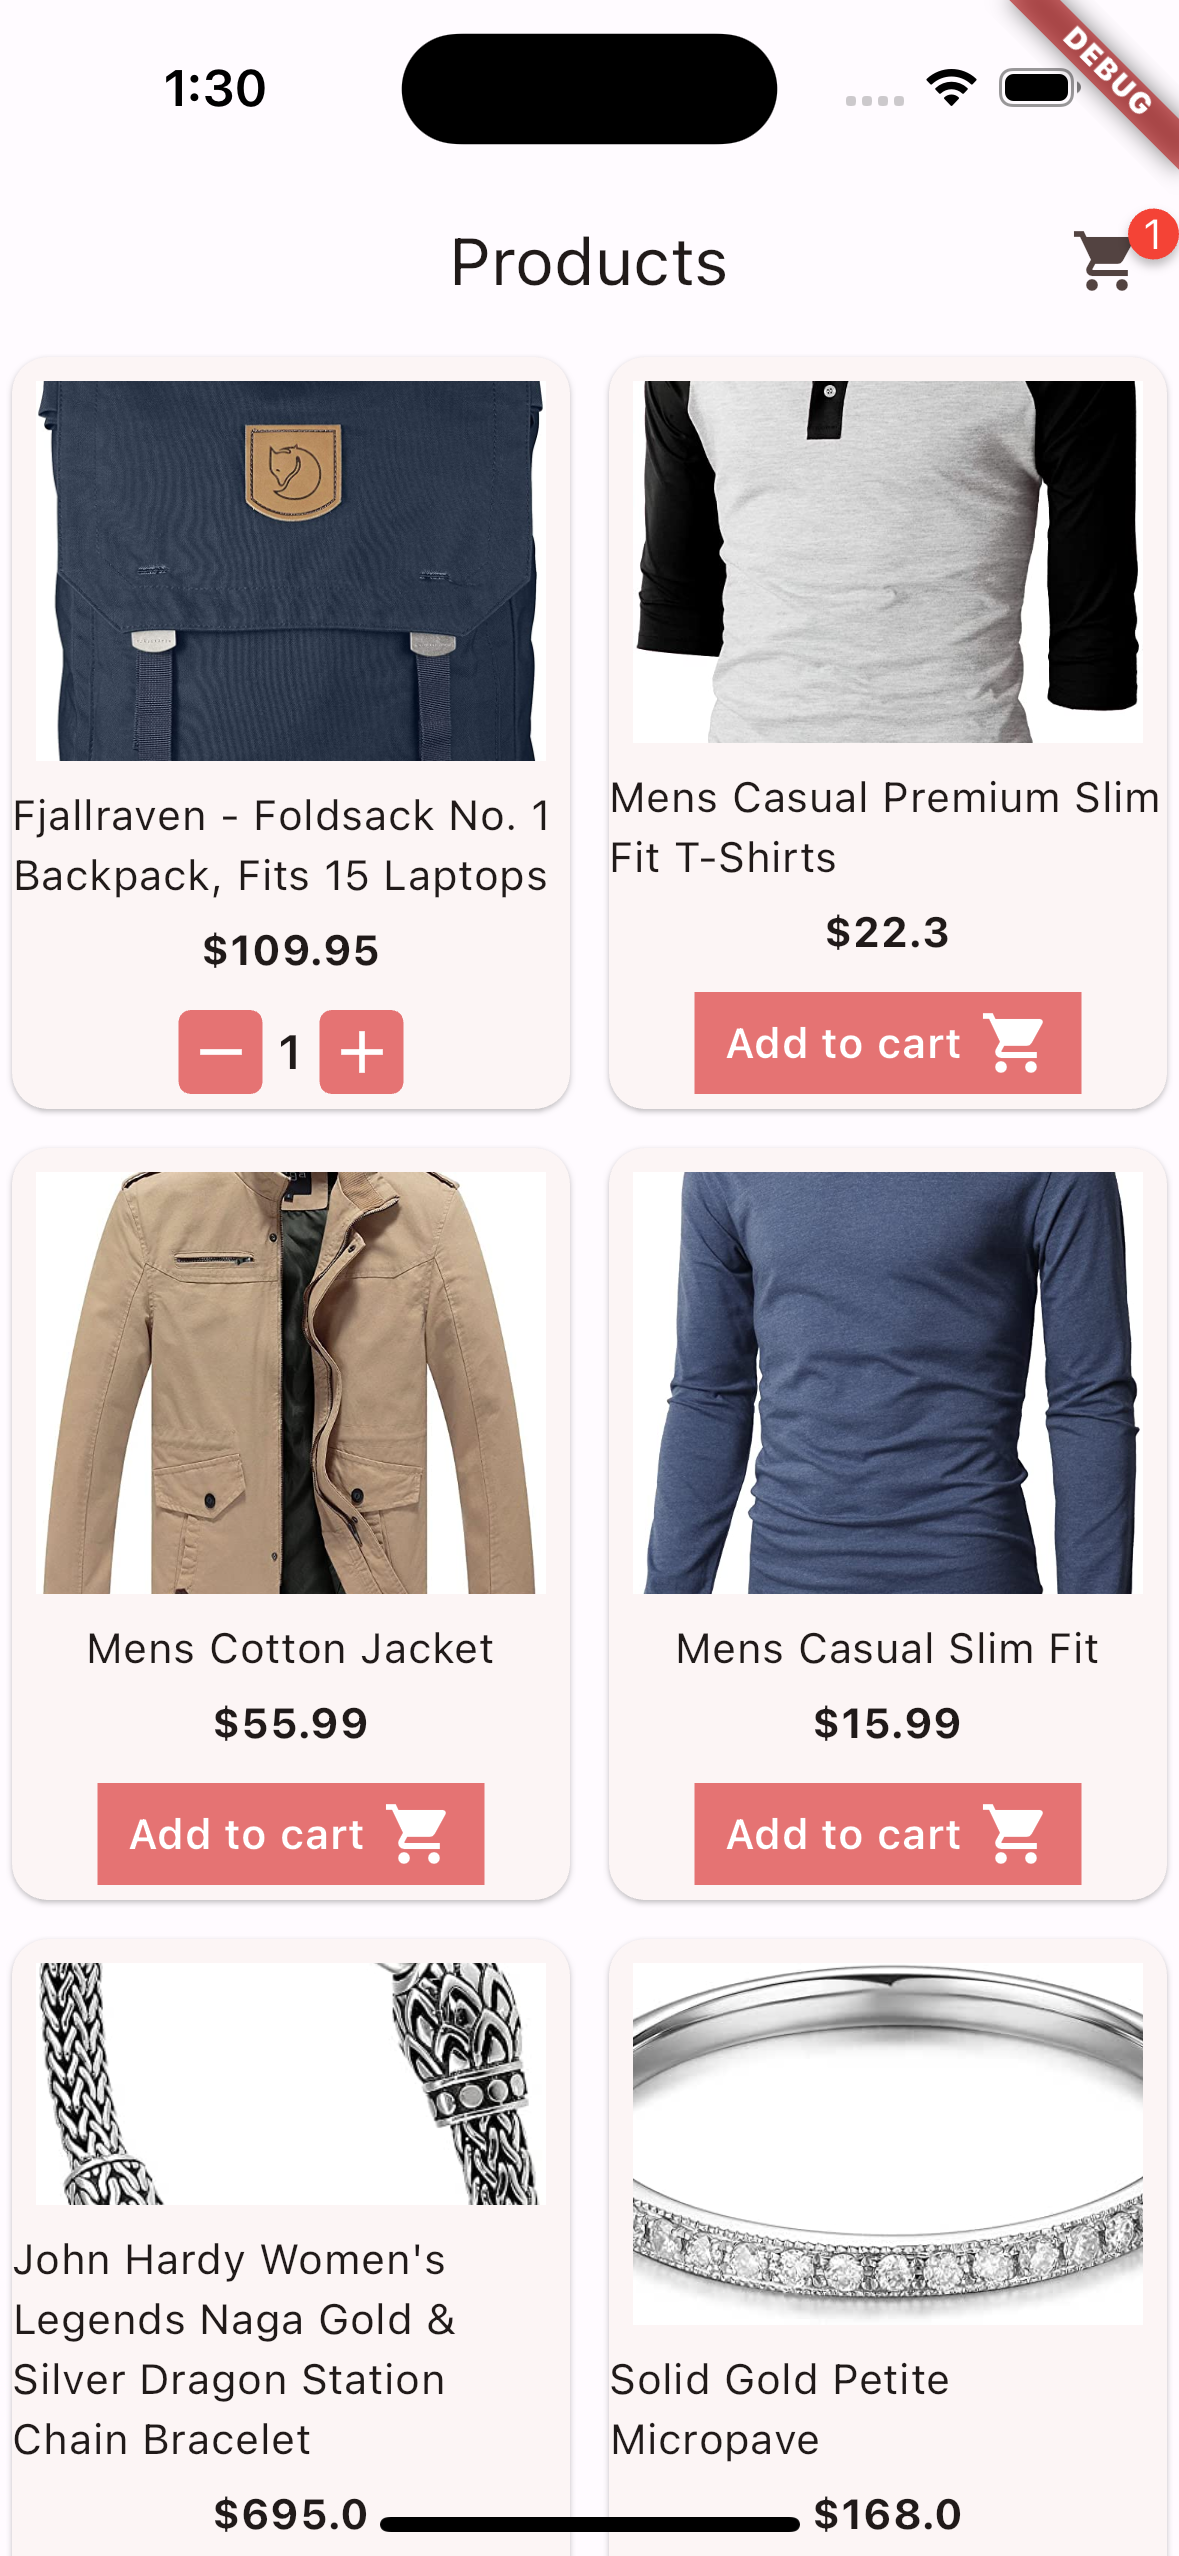 1:30
DEBUG
Products
1
Fjallraven - Foldsack No. 1
Backpack, Fits 15 Laptops
$109.95
1
Mens Casual Premium Slim
Fit T-Shirts
$22.3
Add to cart
Mens Cotton Jacket
$55.99
Add to cart
Mens Casual Slim Fit
$15.99
Add to cart
John Hardy Women's
Legends Naga Gold &
Silver Dragon Station
Chain Bracelet
$695.0
Solid Gold Petite
Micropave
$168.0